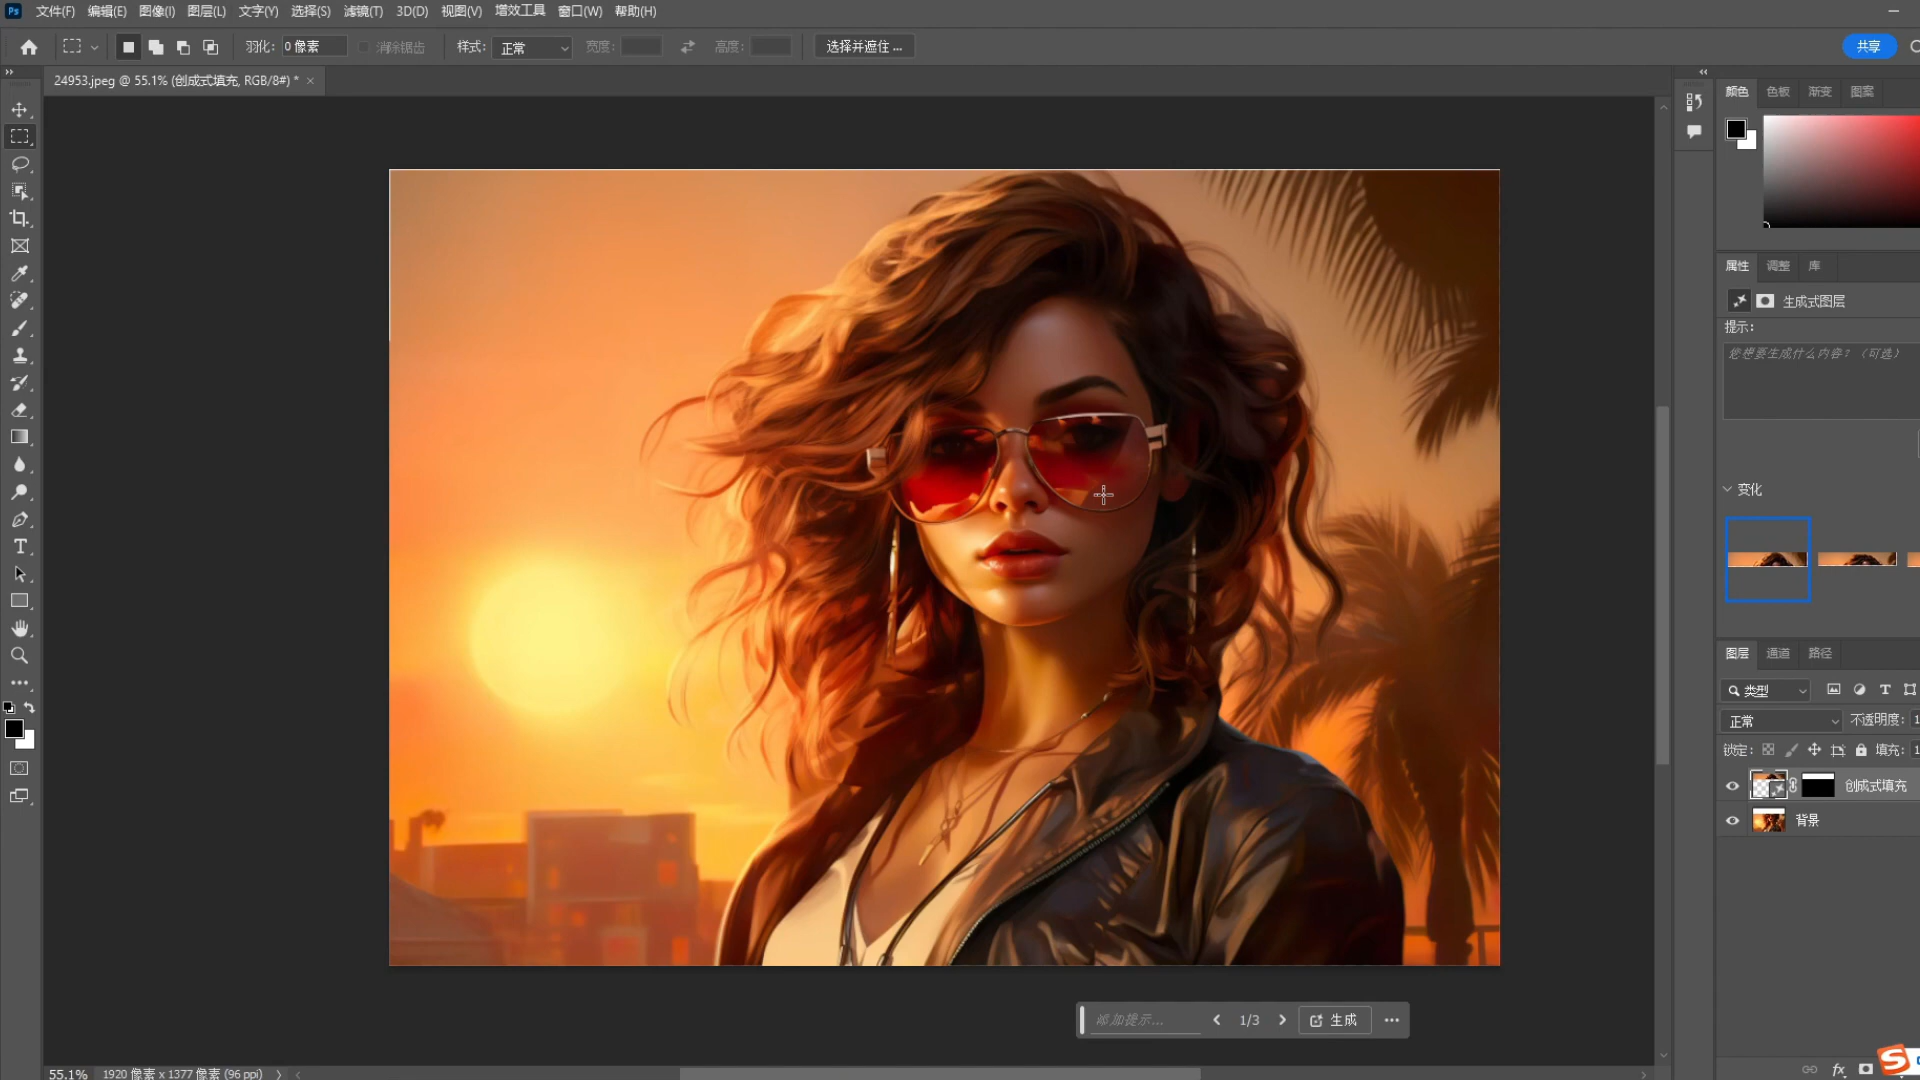 Ps 文件(F) 编辑(E) 图像(I) 图层(L) 文字(Y) 选择(S) 滤镜(T) 3D(D) 视图(V) 增效工具 窗口(W) 帮助(H)
羽化: 0 像素 消除锯齿 样式: 正常 宽度: 高度: 选择并遮住 ... 共享
24953.jpeg @ 55.1% (创成式填充, RGB/8#) * ×
颜色 色板 渐变 图案
属性 调整 库
生成式图层
提示:
您想要生成什么内容? (可选)
变化
图层 通道 路径
类型
正常 不透明度: 1
锁定: 填充: 1
创成式填充
背景
添加提示... 1/3 生成 ...
55.1% 1920 像素 x 1377 像素 (96 ppi)